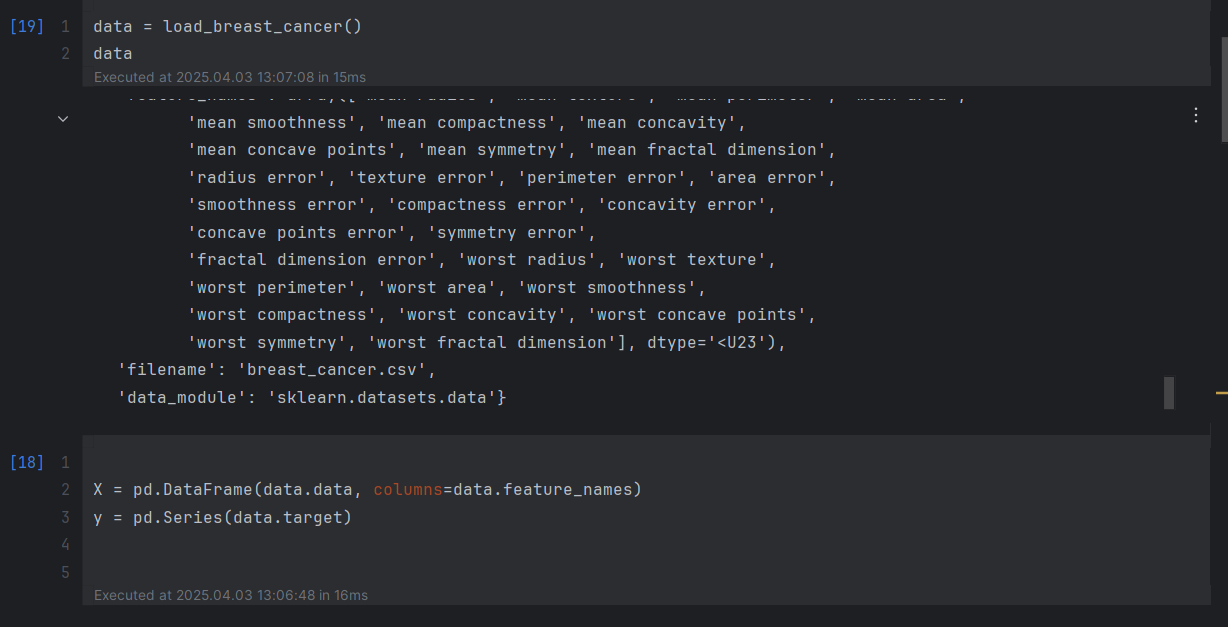 [19] 1 data = load_breast_cancer()
2 data
Executed at 2025.04.03 13:07:08 in 15ms
'mean smoothness', 'mean compactness', 'mean concavity',
'mean concave points', 'mean symmetry', 'mean fractal dimension',
'radius error', 'texture error', 'perimeter error', 'area error',
'smoothness error', 'compactness error', 'concavity error',
'concave points error', 'symmetry error',
'fractal dimension error', 'worst radius', 'worst texture',
'worst perimeter', 'worst area', 'worst smoothness',
'worst compactness', 'worst concavity', 'worst concave points',
'worst symmetry', 'worst fractal dimension'], dtype='<U23'),
'filename': 'breast_cancer.csv',
'data_module': 'sklearn.datasets.data'}
[18] 1
2 X = pd.DataFrame(data.data, columns=data.feature_names)
3 y = pd.Series(data.target)
4
5
Executed at 2025.04.03 13:06:48 in 16ms